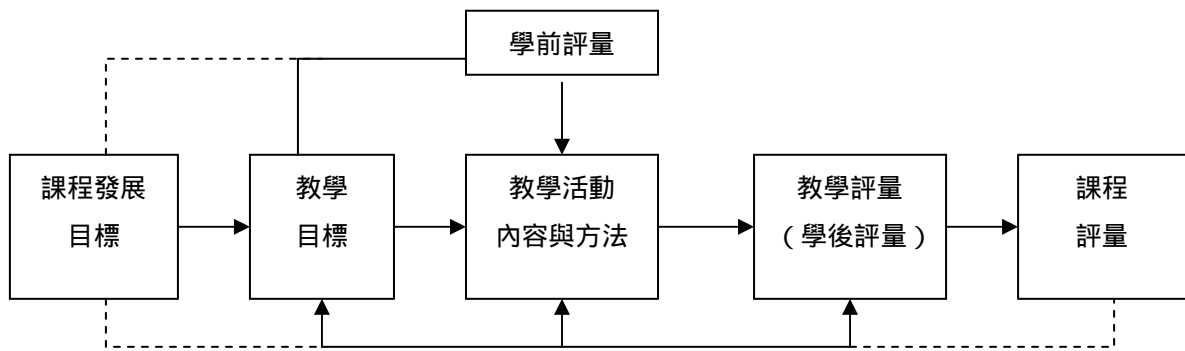 學前評量
課程發展
目標
教學
目標
教學活動
內容與方法
教學評量
（學後評量）
課程
評量